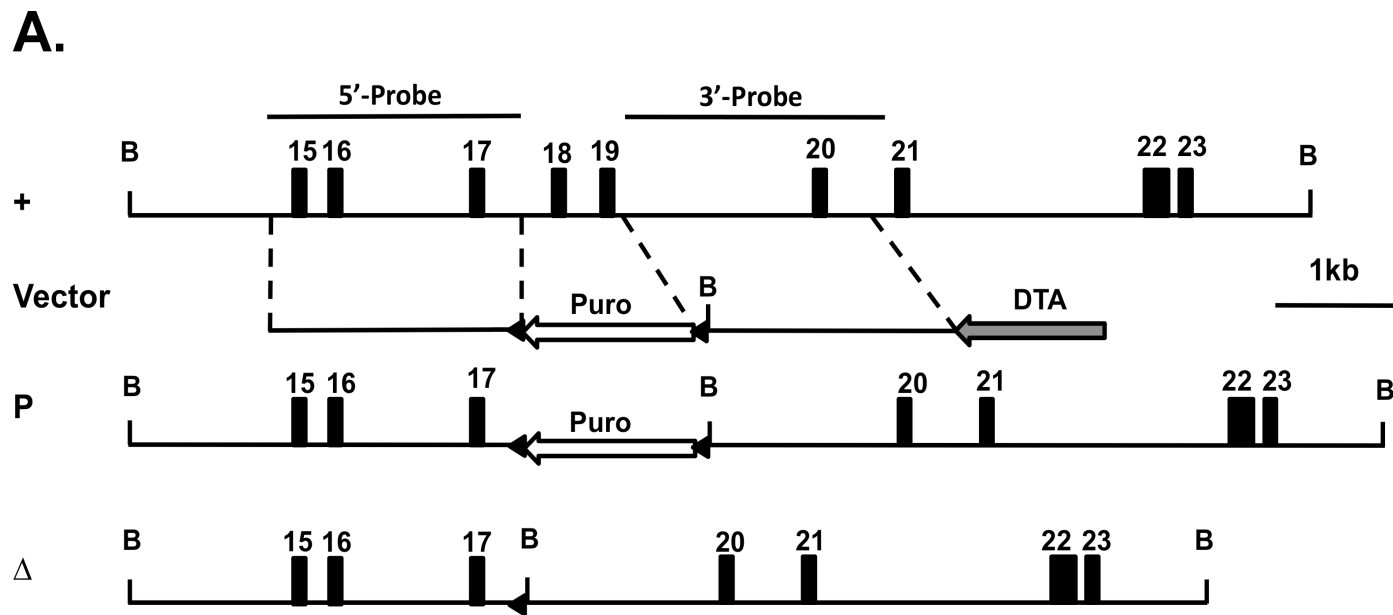 A.
5’-Probe 3’-Probe
B 15 16 17 18 19 20 21 22 23 B
+
Vector Puro B DTA 1kb
B 15 16 17 B 20 21 22 23 B
P Puro
B 15 16 17 B 20 21 22 23 B
Δ